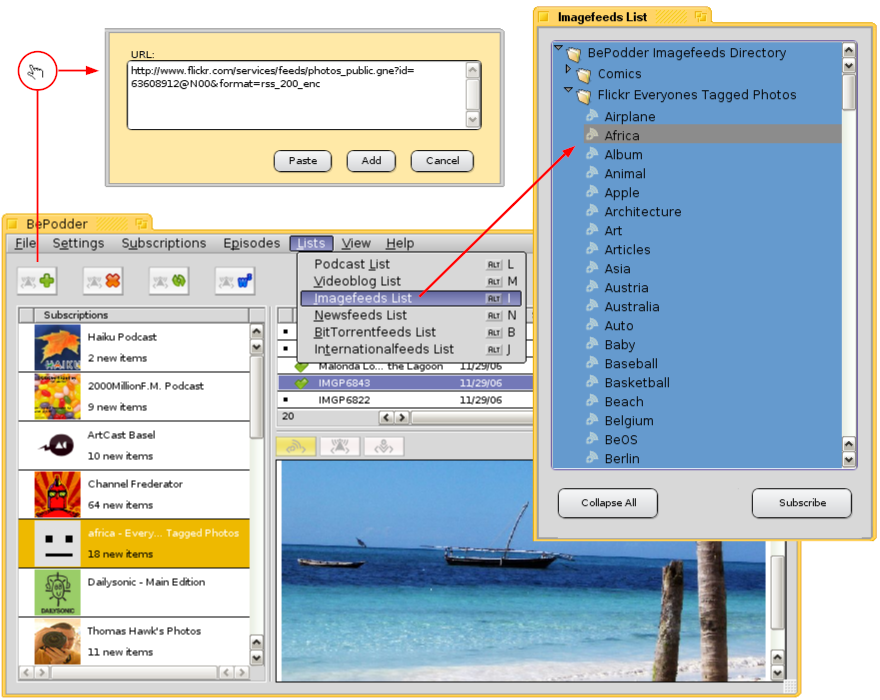 URL:
http://www.flickr.com/services/feeds/photos_public.gne?id=
63608912@N00&format=rss_200_enc
Paste
Add
Cancel
Imagefeeds List
BePodder Imagefeeds Directory
Comics
Flickr Everyones Tagged Photos
Airplane
Africa
Album
Animal
Apple
Architecture
Art
Articles
Asia
Austria
Australia
Auto
Baby
Baseball
Basketball
Beach
Belgium
BeOS
Berlin
Collapse All
Subscribe
BePodder
File Settings Subscriptions Episodes Lists View Help
Podcast List ALT L
Videoblog List ALT M
Imagefeeds List ALT I
Newsfeeds List ALT N
BitTorrentfeeds List ALT B
Internationalfeeds List ALT J
Malonda Lo... the Lagoon 11/29/06
IMGP6843 11/29/06
IMGP6822 11/29/06
20
Subscriptions
HAIKU
Haiku Podcast
2 new items
2000MillionF.M. Podcast
9 new items
ArtCast Basel
10 new items
Channel Frederator
64 new items
africa - Every... Tagged Photos
18 new items
DAILYSONIC
Dailysonic - Main Edition
Thomas Hawk's Photos
11 new items